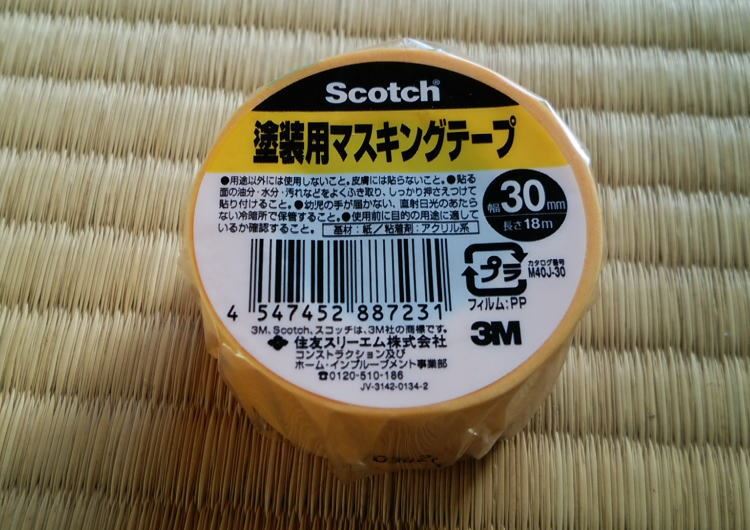 Scotch®
塗装用マスキングテープ
●用途以外には使用しないこと。皮膚には貼らないこと。●貼る
面の油分・水分・汚れなどをよくふき取り、しっかり押さえつけて
貼り付けること。●幼児の手が届かない、直射日光のあたら
ない冷暗所で保管すること。●使用前に目的の用途に適して
いるか確認すること。 基材:紙/粘着剤:アクリル系
幅30mm
長さ18m
プラ
カタログ番号
M40J-30
フィルム:PP
4 547452 887231
3M、Scotch、スコッチは、3M社の商標です。
3M
住友スリーエム株式会社
コンストラクション及び
ホーム・インプルーブメント事業部
☎0120-510-186
JV-3142-0134-2